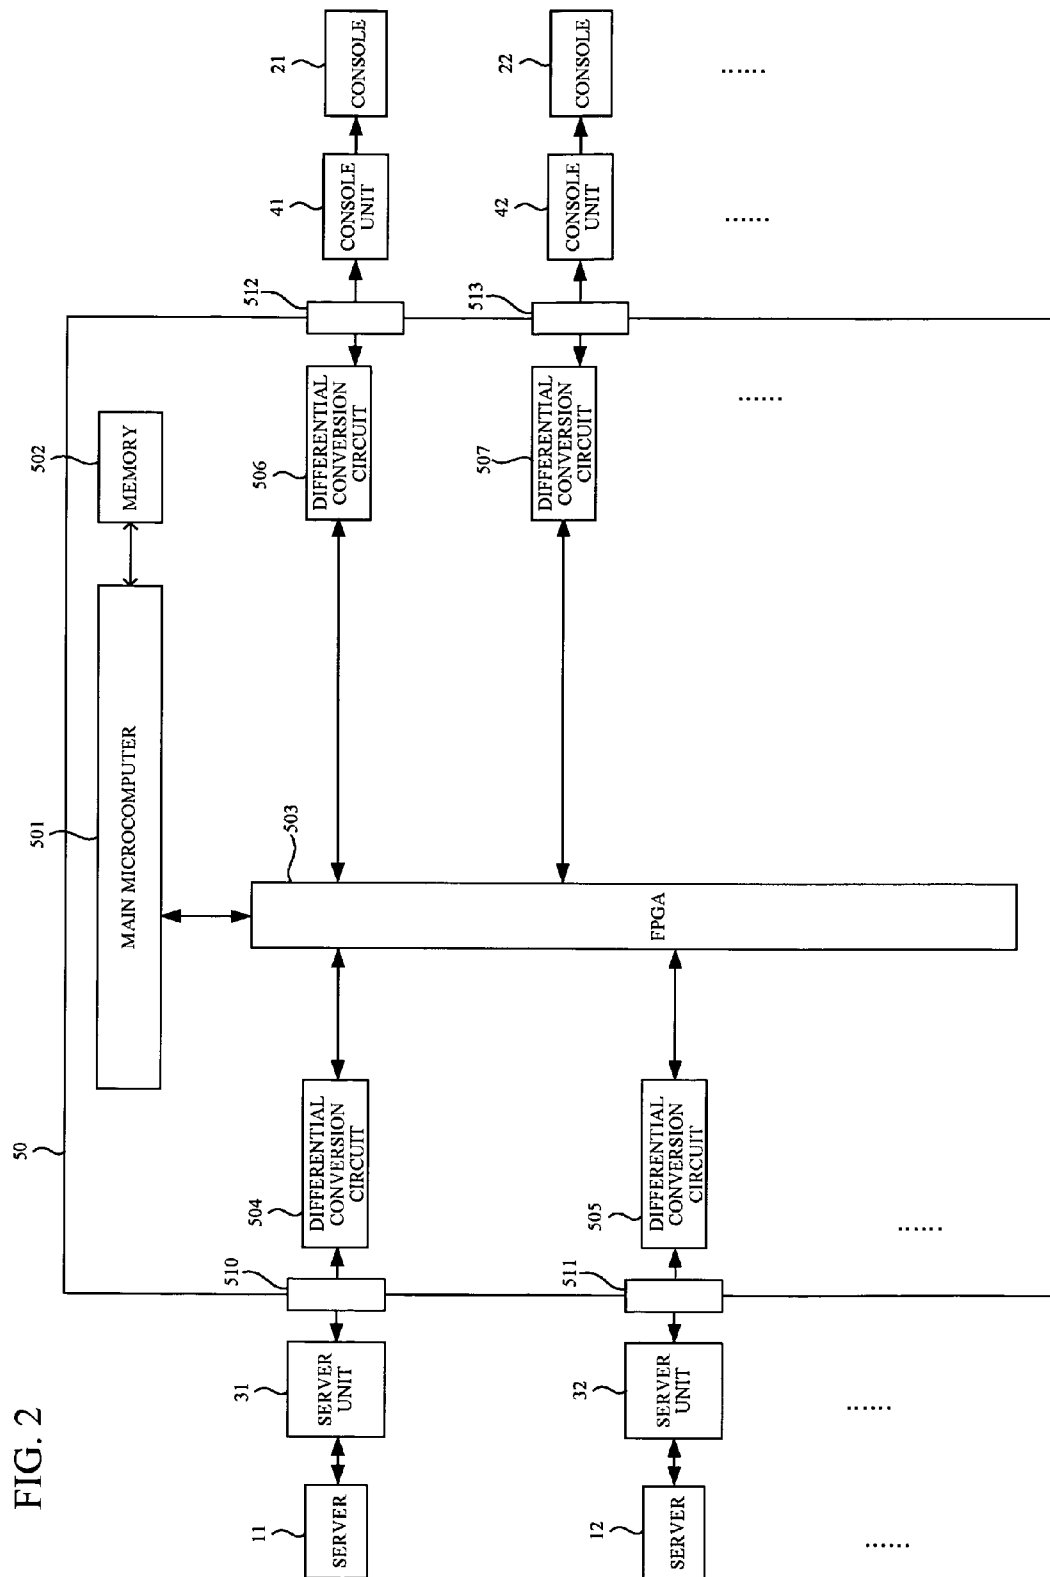 FIG. 2
50
501
MAIN MICROCOMPUTER
502
MEMORY
11
SERVER
31
SERVER
UNIT
510
504
DIFFERENTIAL
CONVERSION
CIRCUIT
503
FPGA
506
DIFFERENTIAL
CONVERSION
CIRCUIT
512
41
CONSOLE
UNIT
21
CONSOLE
12
SERVER
32
SERVER
UNIT
511
505
DIFFERENTIAL
CONVERSION
CIRCUIT
507
DIFFERENTIAL
CONVERSION
CIRCUIT
513
42
CONSOLE
UNIT
22
CONSOLE
......
......
......
......
......
......